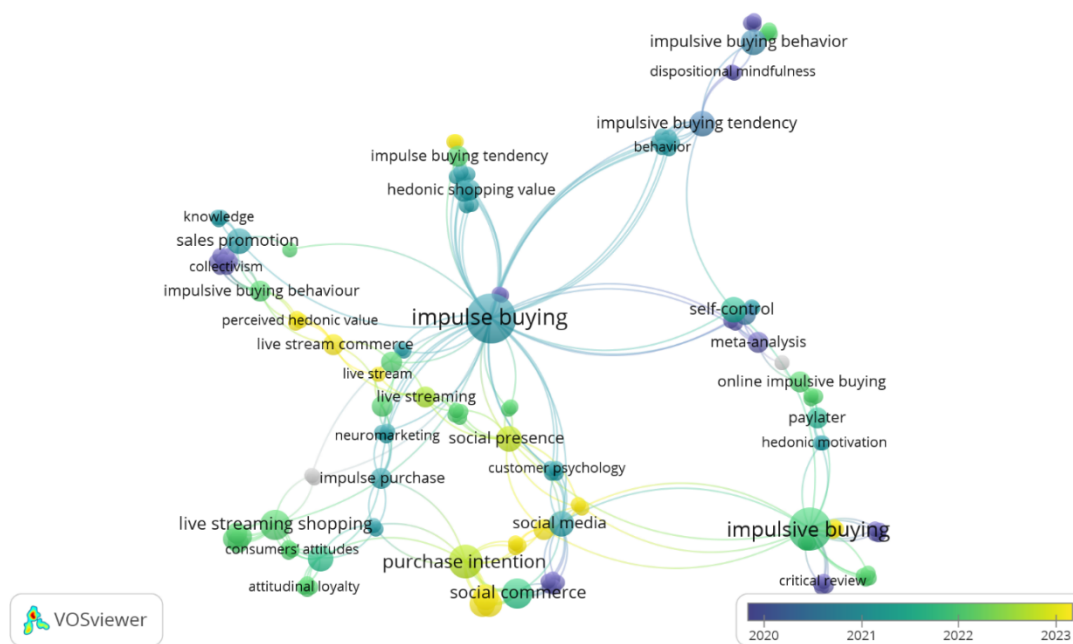 impulsive buying behavior
dispositional mindfulness
impulsive buying tendency
behavior
impulse buying tendency
hedonic shopping value
knowledge
sales promotion
collectivism
impulsive buying behaviour
self-control
impulse buying
perceived hedonic value
meta-analysis
live stream commerce
live stream
online impulsive buying
live streaming
paylater
neuromarketing
social presence
hedonic motivation
customer psychology
impulse purchase
live streaming shopping
social media
impulsive buying
consumers' attitudes
purchase intention
critical review
attitudinal loyalty
social commerce
VOSviewer
2020 2021 2022 2023